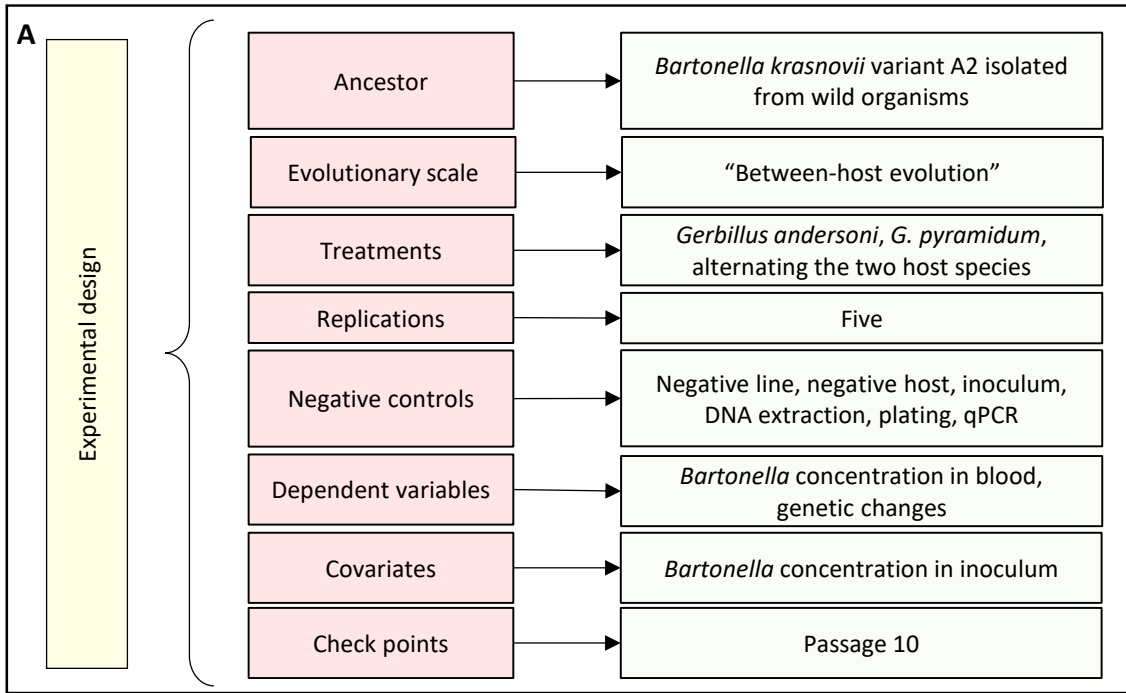 A
Experimental design
Ancestor
Bartonella krasnovii variant A2 isolated
from wild organisms
Evolutionary scale
“Between-host evolution”
Treatments
Gerbillus andersoni, G. pyramidum,
alternating the two host species
Replications
Five
Negative controls
Negative line, negative host, inoculum,
DNA extraction, plating, qPCR
Dependent variables
Bartonella concentration in blood,
genetic changes
Covariates
Bartonella concentration in inoculum
Check points
Passage 10